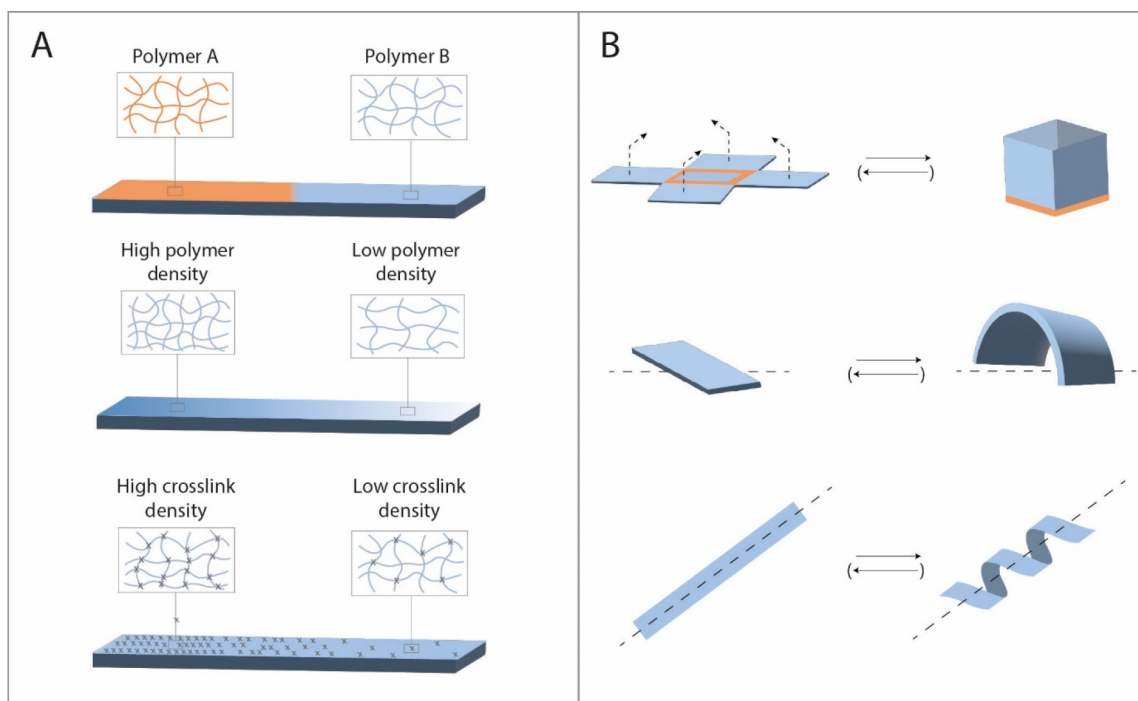 A
Polymer A
Polymer B
High polymer
density
Low polymer
density
High crosslink
density
Low crosslink
density
B
( )
( )
( )